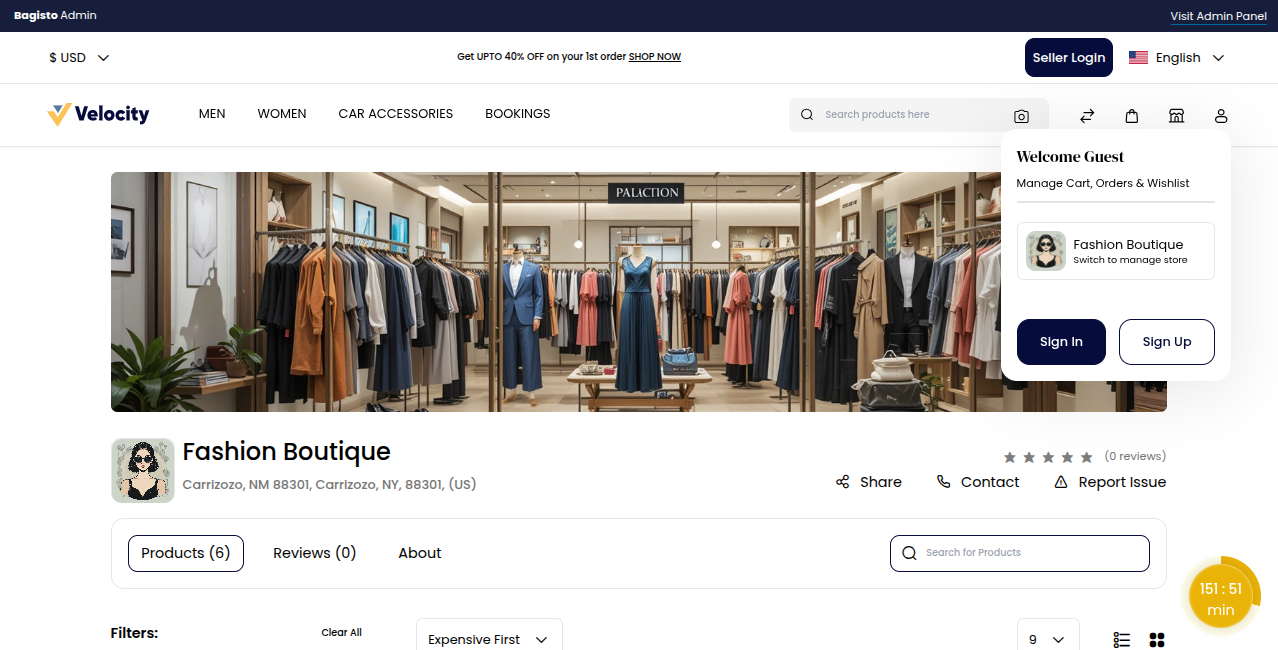 Bagisto Admin
Visit Admin Panel
$ USD
Get UPTO 40% OFF on your 1st order SHOP NOW
Seller Login
English
Velocity
MEN
WOMEN
CAR ACCESSORIES
BOOKINGS
Search products here
Welcome Guest
Manage Cart, Orders & Wishlist
Fashion Boutique
Switch to manage store
Sign In
Sign Up
PALACTION
Fashion Boutique
Carrizozo, NM 88301, Carrizozo, NY, 88301, (US)
(0 reviews)
Share
Contact
Report Issue
Products (6)
Reviews (0)
About
Search for Products
151 : 51
min
Filters:
Clear All
Expensive First
9